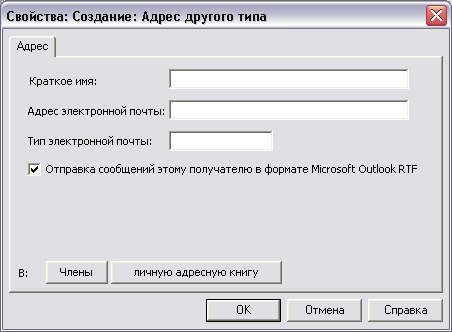 Свойства: Создание: Адрес другого типа
Адрес
Краткое имя:
Адрес электронной почты:
Тип электронной почты:
Отправка сообщений этому получателю в формате Microsoft Outlook RTF
В: Члены личную адресную книгу
OK Отмена Справка